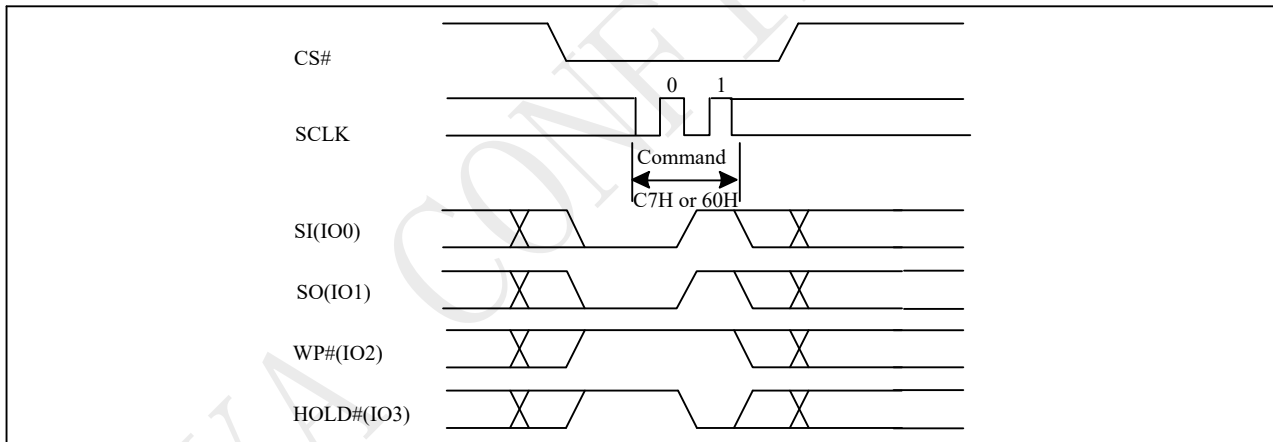 CS#
0 1
SCLK
Command
C7H or 60H
SI(IO0)
SO(IO1)
WP#(IO2)
HOLD#(IO3)